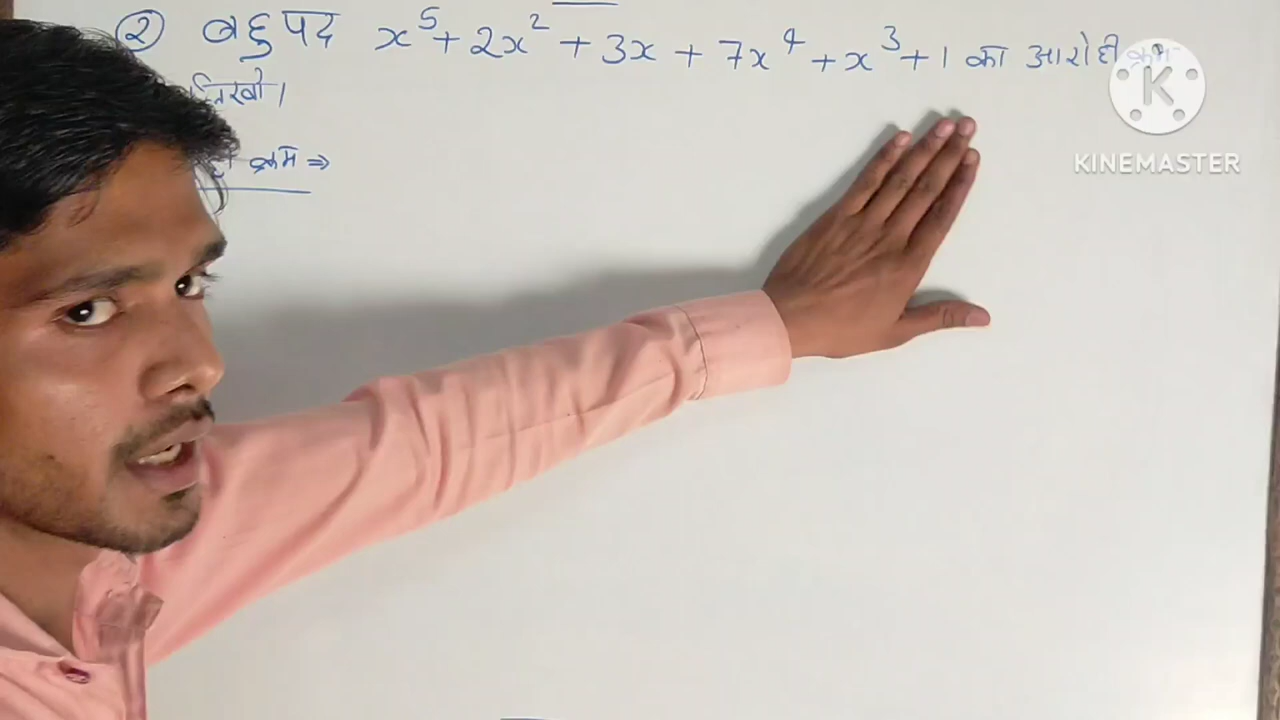 ② बहुपद x⁵ + 2x² + 3x + 7x⁴ + x³ + 1 का आरोही क्रम
लिखो।
क्रम ⇒
K
KINEMASTER